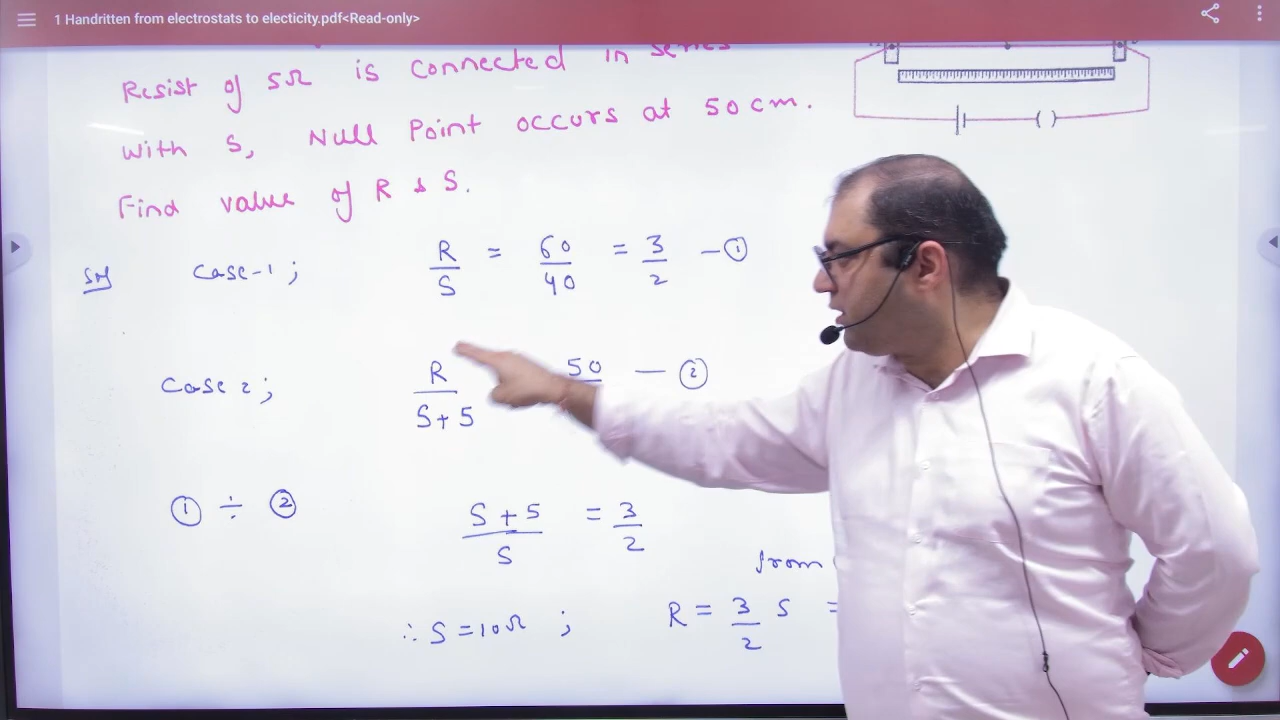 1 Handritten from electrostats to electicity.pdf<Read-only>
Resist of 5Ω is connected in series
with S, Null Point occurs at 50 cm.
Find value of R & S.
Sol Case-1; R/S = 60/40 = 3/2 — ①
Case 2; R/(S+5) 50 — ②
① ÷ ② (S+5)/S = 3/2
from
∴ S = 10Ω ; R = 3/2 S =